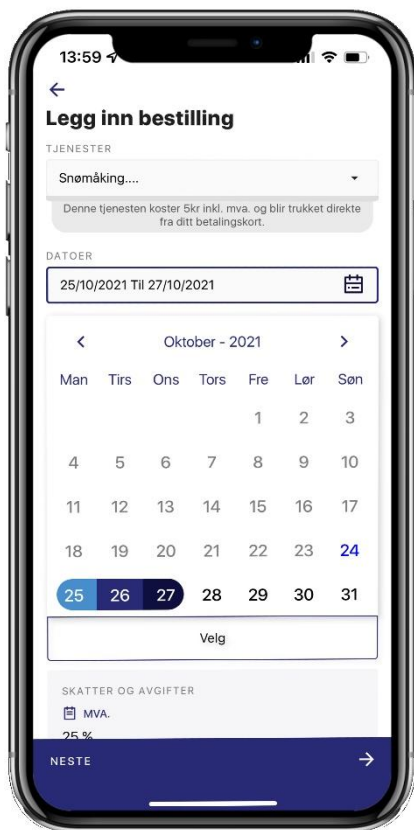 13:59
Legg inn bestilling
TJENESTER
Snømåking....
Denne tjenesten koster 5kr inkl. mva. og blir trukket direkte
fra ditt betalingskort.
DATOER
25/10/2021 Til 27/10/2021
Oktober - 2021
Man Tirs Ons Tors Fre Lør Søn
1 2 3
4 5 6 7 8 9 10
11 12 13 14 15 16 17
18 19 20 21 22 23 24
25 26 27 28 29 30 31
Velg
SKATTER OG AVGIFTER
MVA.
25 %
NESTE